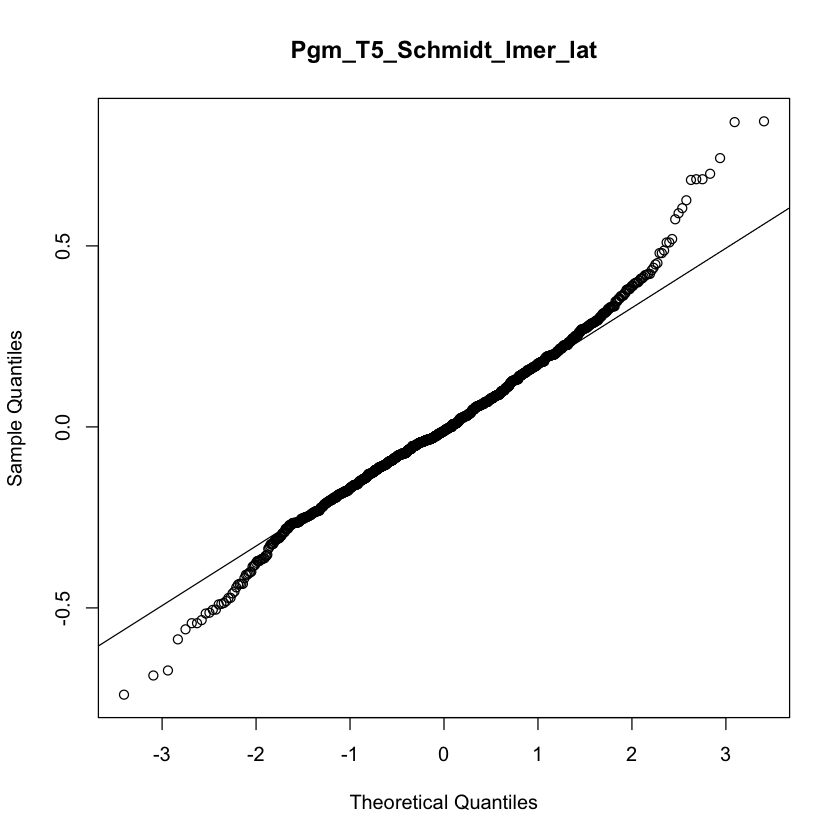 Pgm_T5_Schmidt_lmer_lat
Sample Quantiles
0.5
0.0
-0.5
-3 -2 -1 0 1 2 3
Theoretical Quantiles